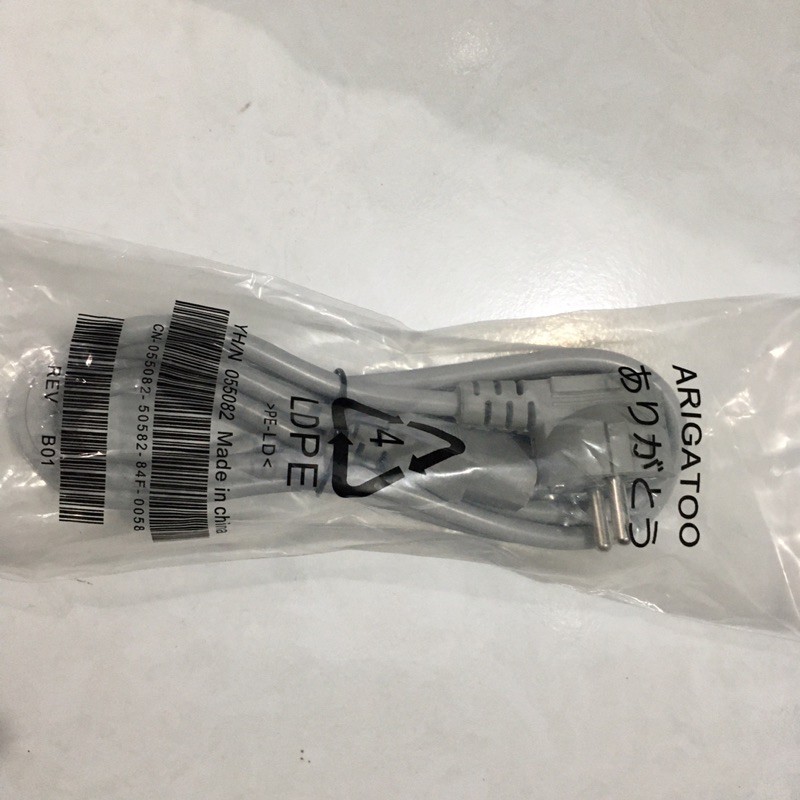 ARIGATOO
ありがとう
4
LDPE
>PE-LD<
YH/N 055082 Made in china
CN-055082-50582-84F-0058
REV B01